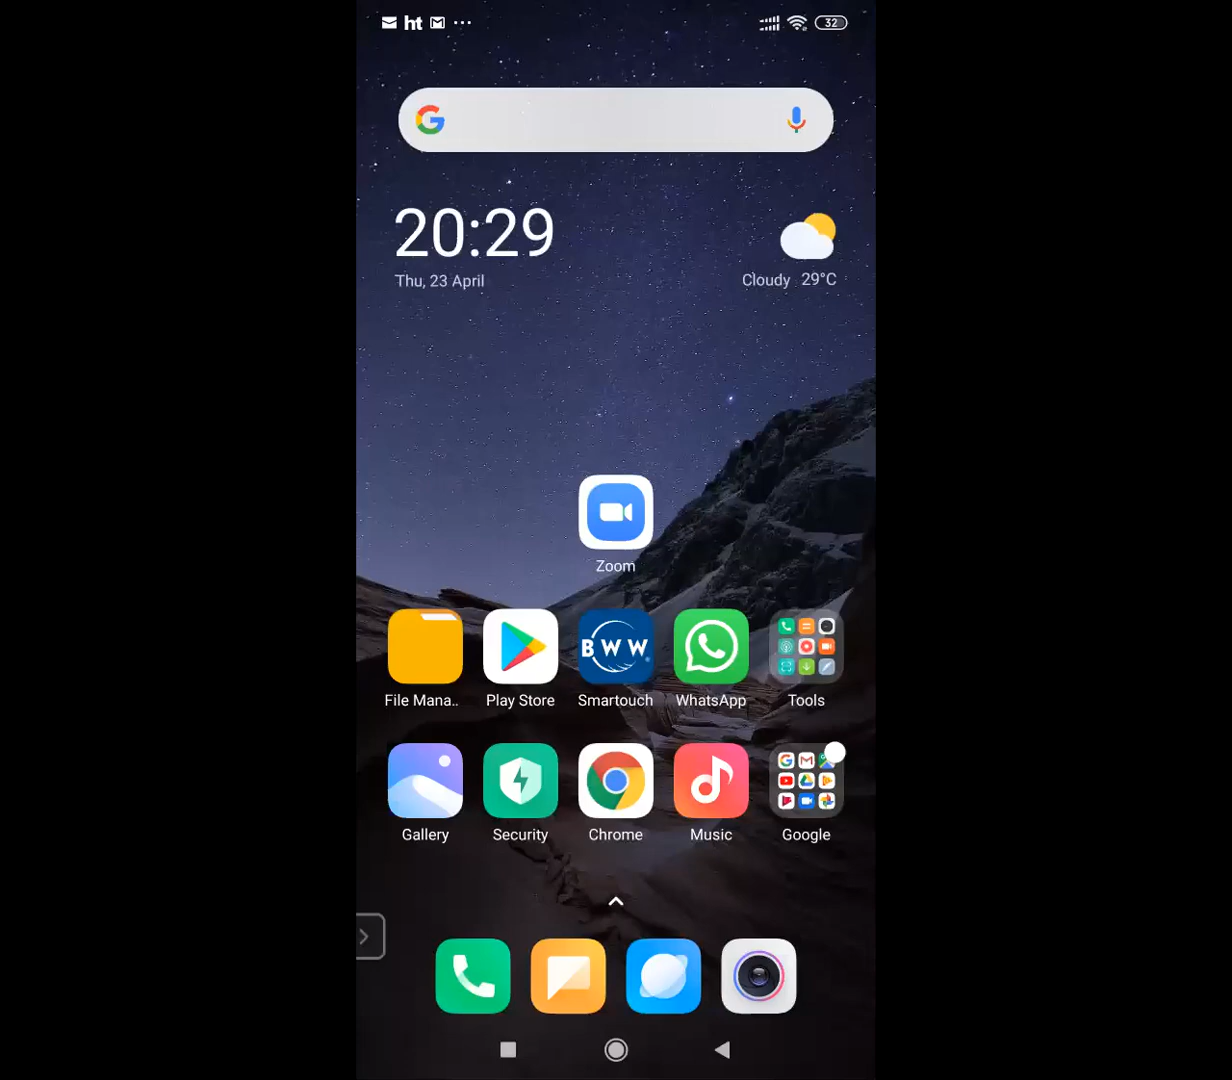 ht
32
20:29
Thu, 23 April
Cloudy 29°C
Zoom
BWW
File Mana..
Play Store
Smartouch
WhatsApp
Tools
Gallery
Security
Chrome
Music
Google